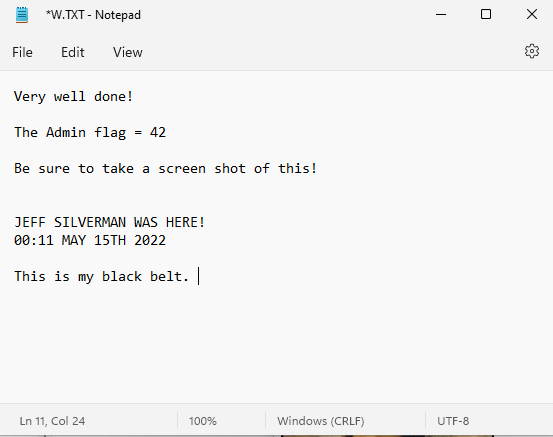 *W.TXT - Notepad
File Edit View
Very well done!
The Admin flag = 42
Be sure to take a screen shot of this!
JEFF SILVERMAN WAS HERE!
00:11 MAY 15TH 2022
This is my black belt.
Ln 11, Col 24 100% Windows (CRLF) UTF-8